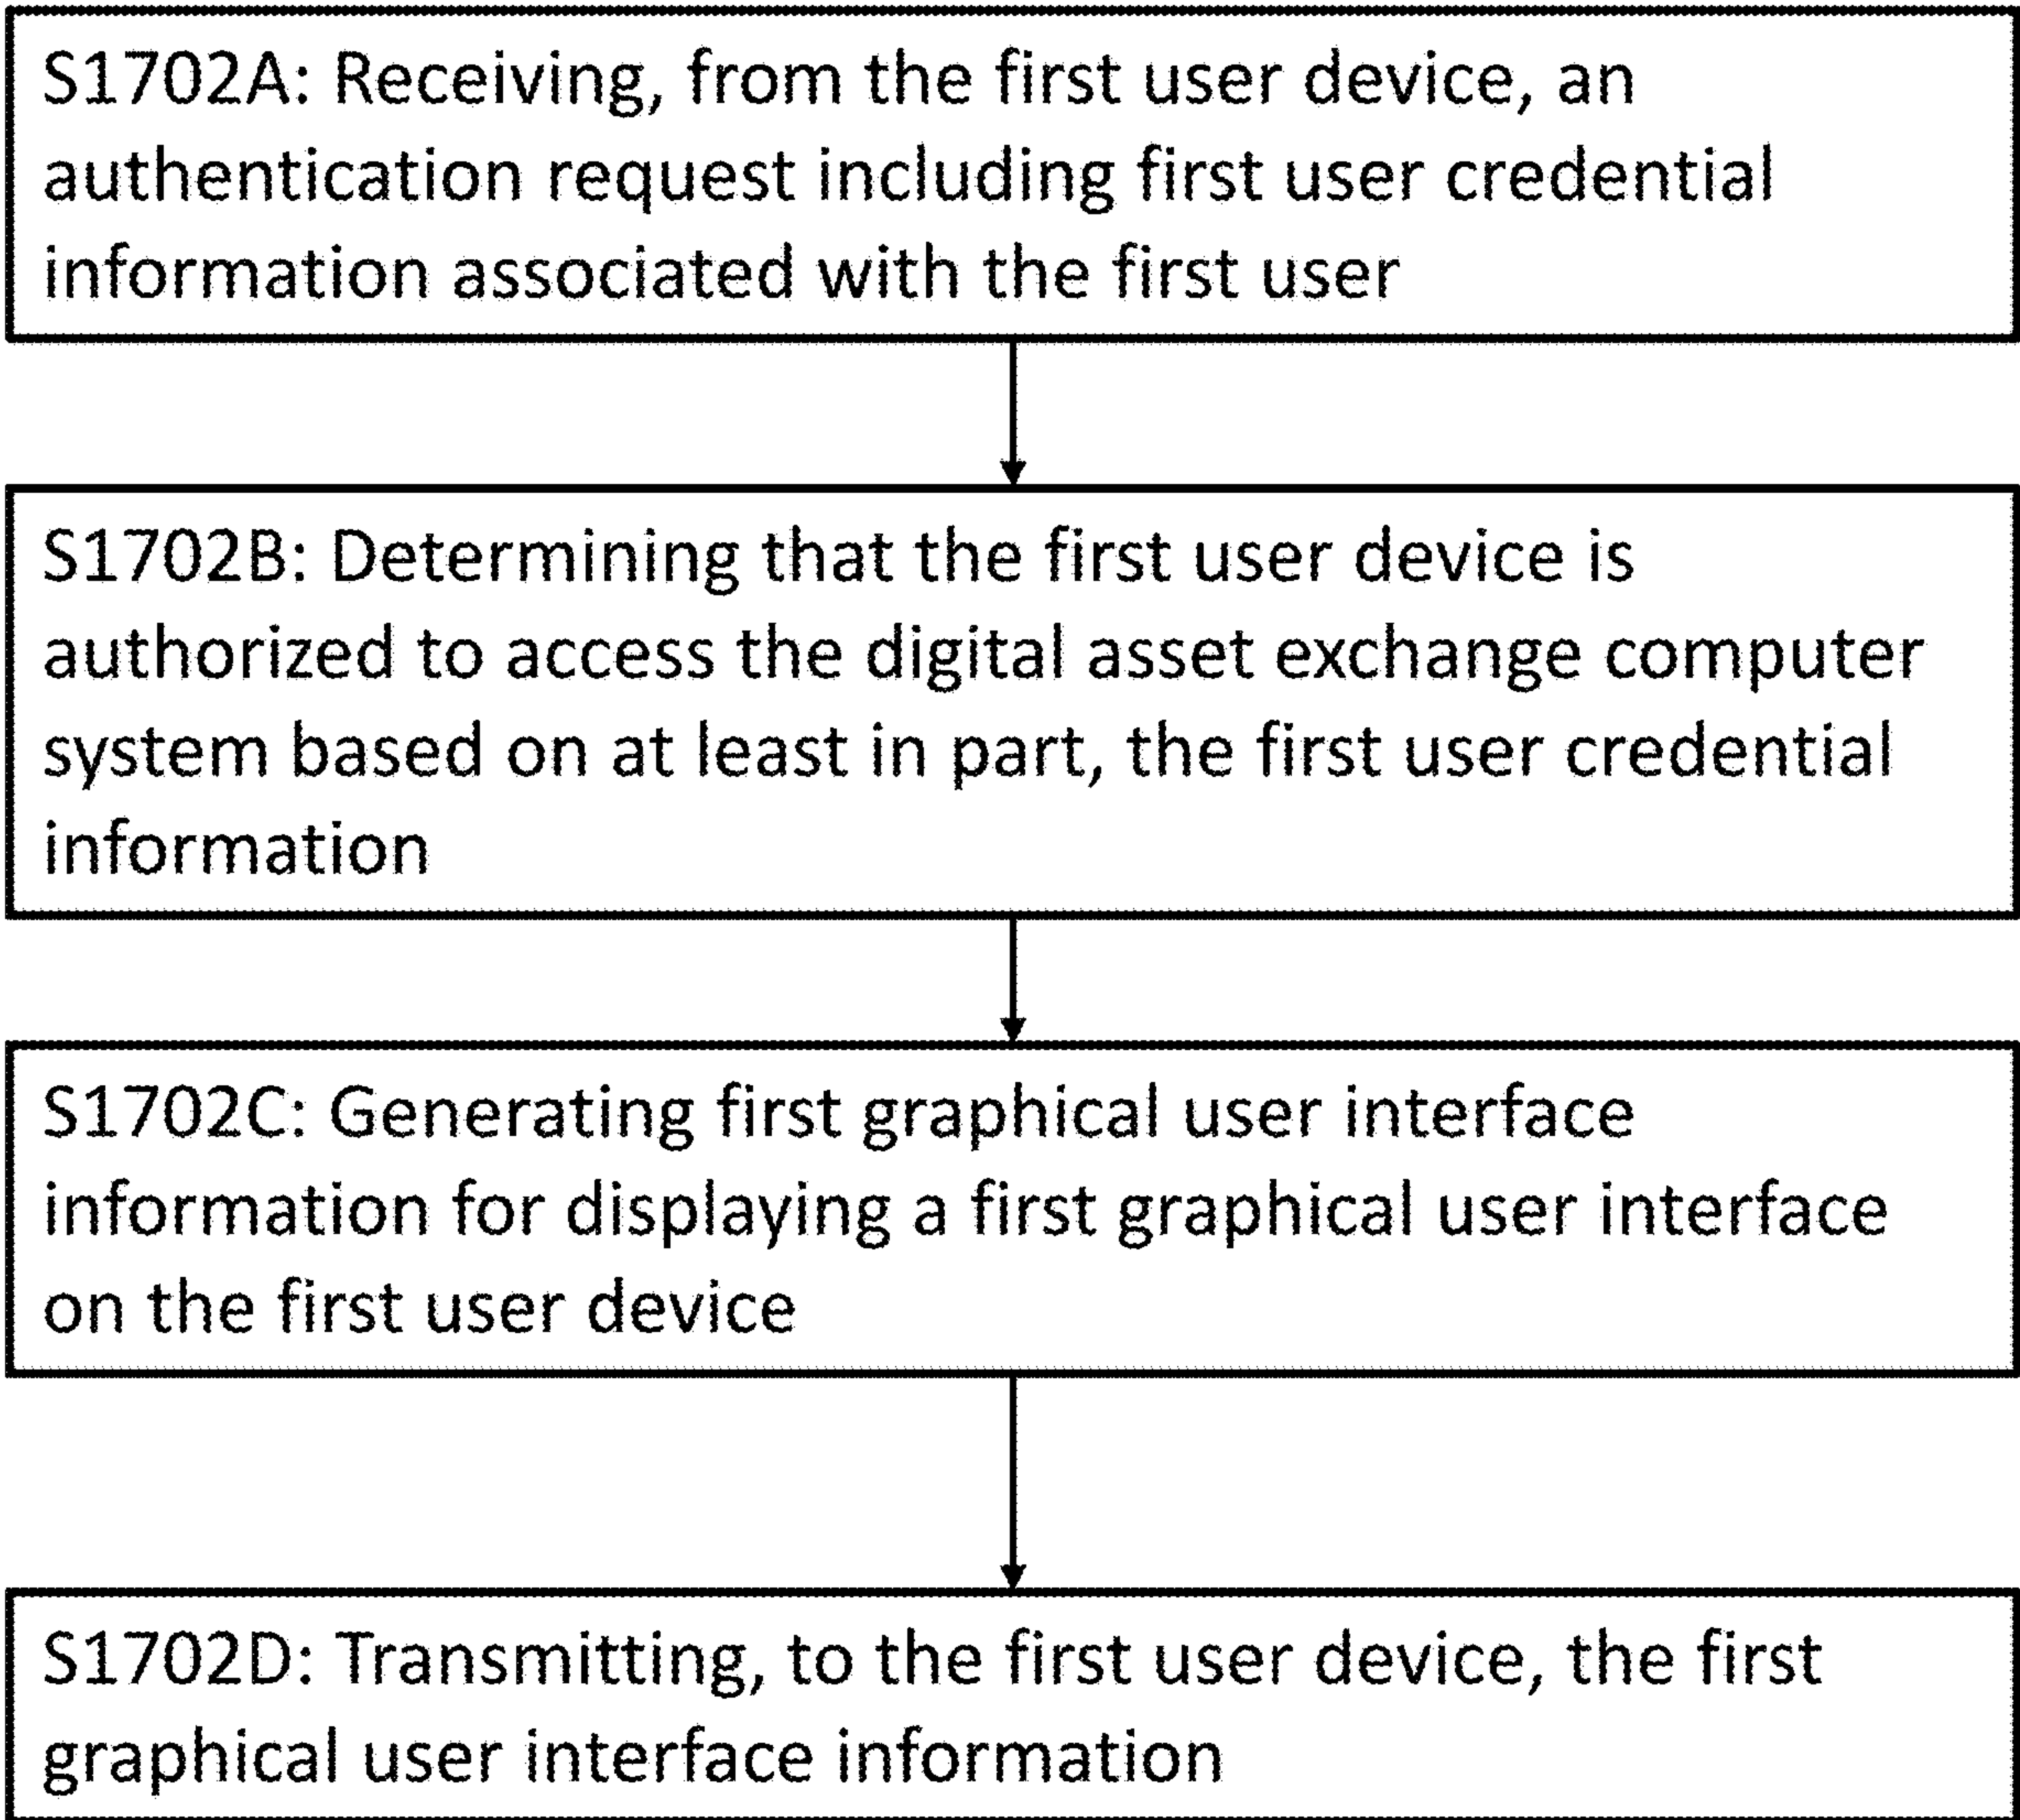 S1702A: Receiving, from the first user device, an
authentication request including first user credential
information associated with the first user
S1702B: Determining that the first user device is
authorized to access the digital asset exchange computer
system based on at least in part, the first user credential
information
S1702C: Generating first graphical user interface
information for displaying a first graphical user interface
on the first user device
S1702D: Transmitting, to the first user device, the first
graphical user interface information